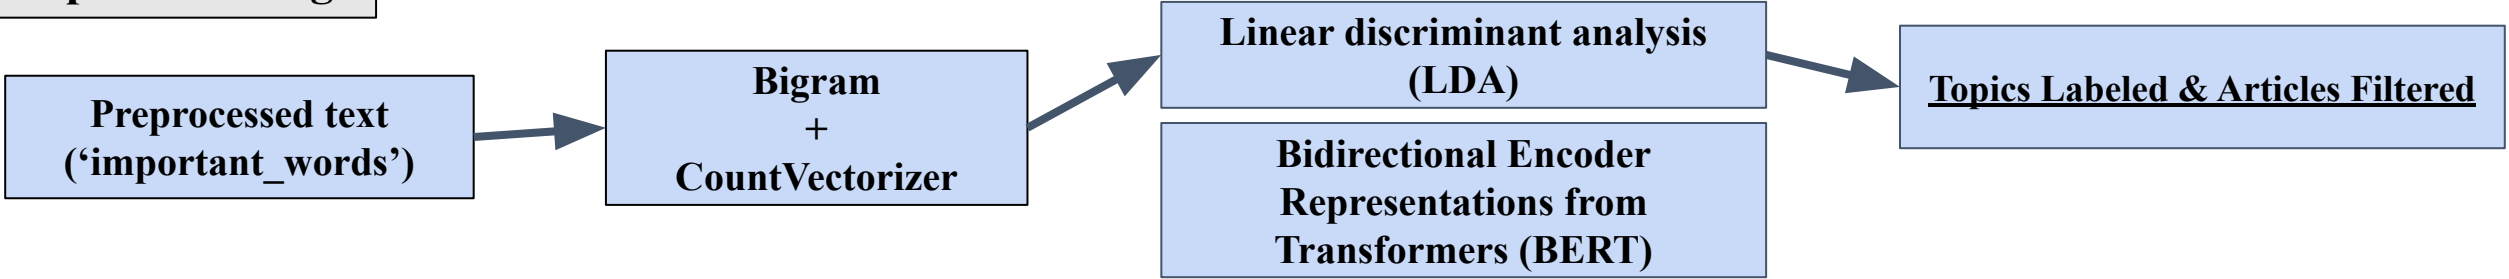 Preprocessed text
(‘important_words’)
Bigram
+
CountVectorizer
Linear discriminant analysis
(LDA)
Bidirectional Encoder
Representations from
Transformers (BERT)
Topics Labeled & Articles Filtered